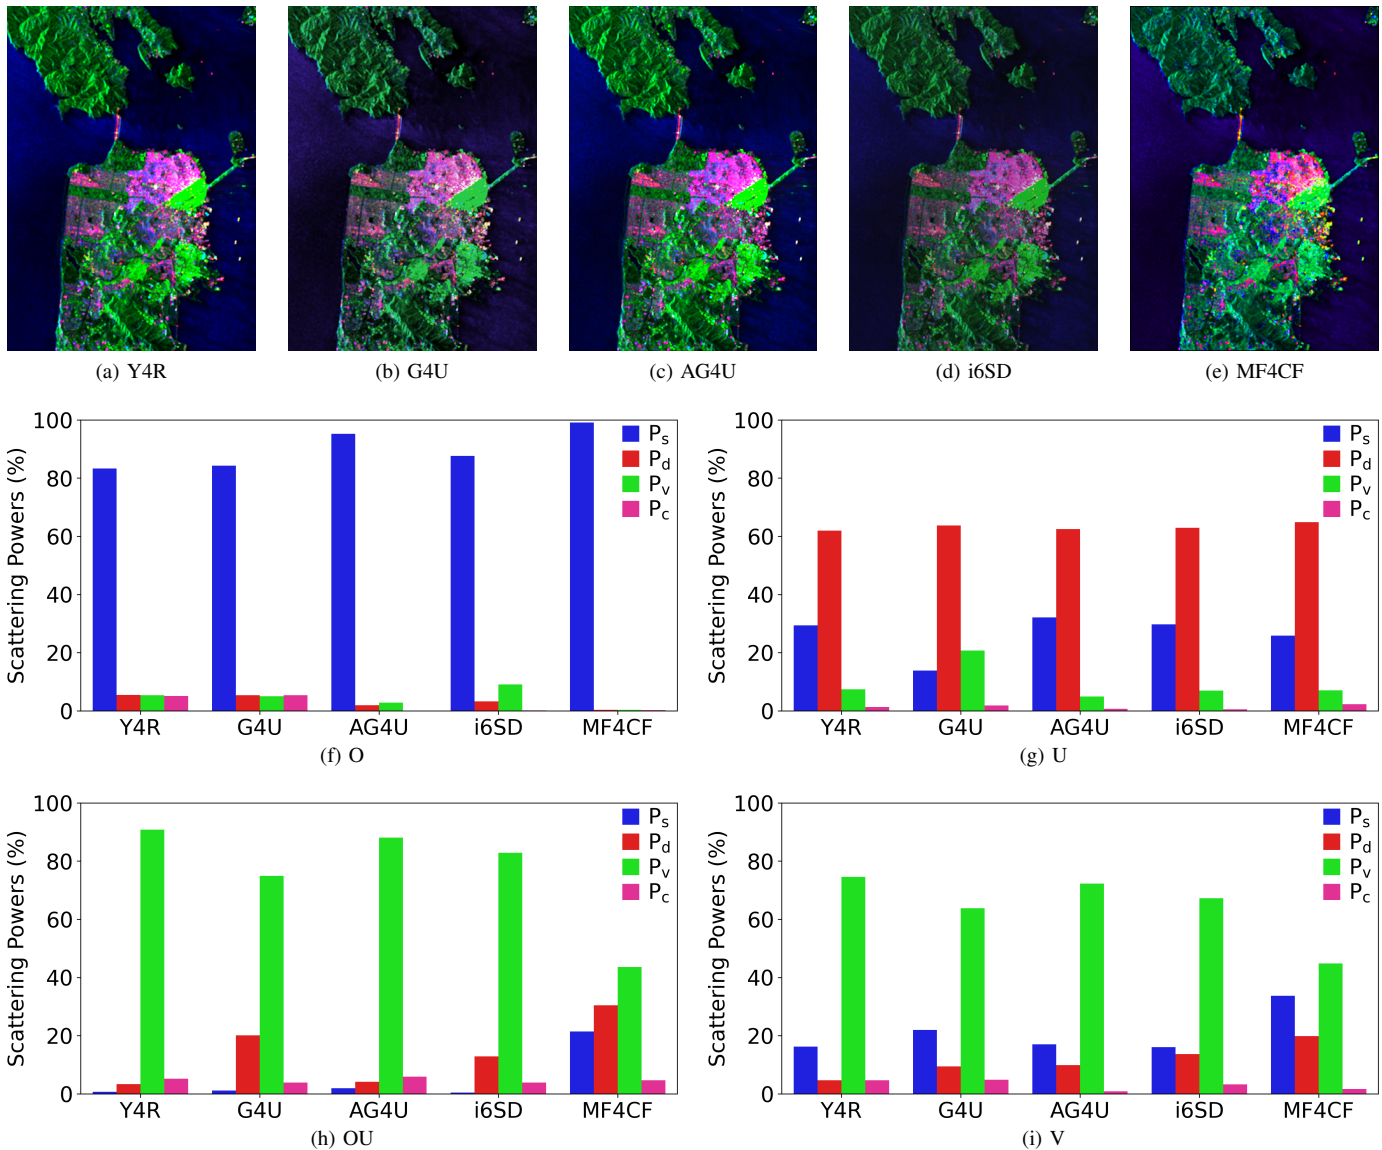 (a) Y4R
(b) G4U
(c) AG4U
(d) i6SD
(e) MF4CF
Scattering Powers (%)
100
80
60
40
20
0
Y4R G4U AG4U i6SD MF4CF
Ps
Pd
Pv
Pc
(f) O
Scattering Powers (%)
100
80
60
40
20
0
Y4R G4U AG4U i6SD MF4CF
Ps
Pd
Pv
Pc
(g) U
Scattering Powers (%)
100
80
60
40
20
0
Y4R G4U AG4U i6SD MF4CF
Ps
Pd
Pv
Pc
(h) OU
Scattering Powers (%)
100
80
60
40
20
0
Y4R G4U AG4U i6SD MF4CF
Ps
Pd
Pv
Pc
(i) V